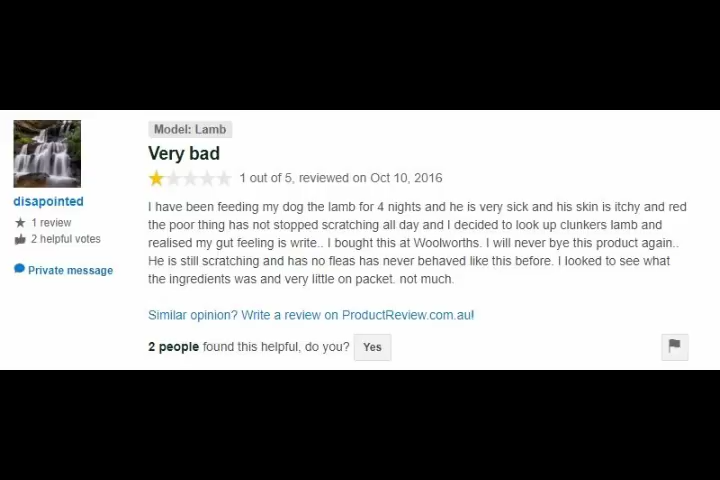 Model: Lamb
Very bad
1 out of 5, reviewed on Oct 10, 2016
disapointed
1 review
2 helpful votes
Private message
I have been feeding my dog the lamb for 4 nights and he is very sick and his skin is itchy and red
the poor thing has not stopped scratching all day and I decided to look up clunkers lamb and
realised my gut feeling is write.. I bought this at Woolworths. I will never bye this product again..
He is still scratching and has no fleas has never behaved like this before. I looked to see what
the ingredients was and very little on packet. not much.
Similar opinion? Write a review on ProductReview.com.au!
2 people found this helpful, do you? Yes